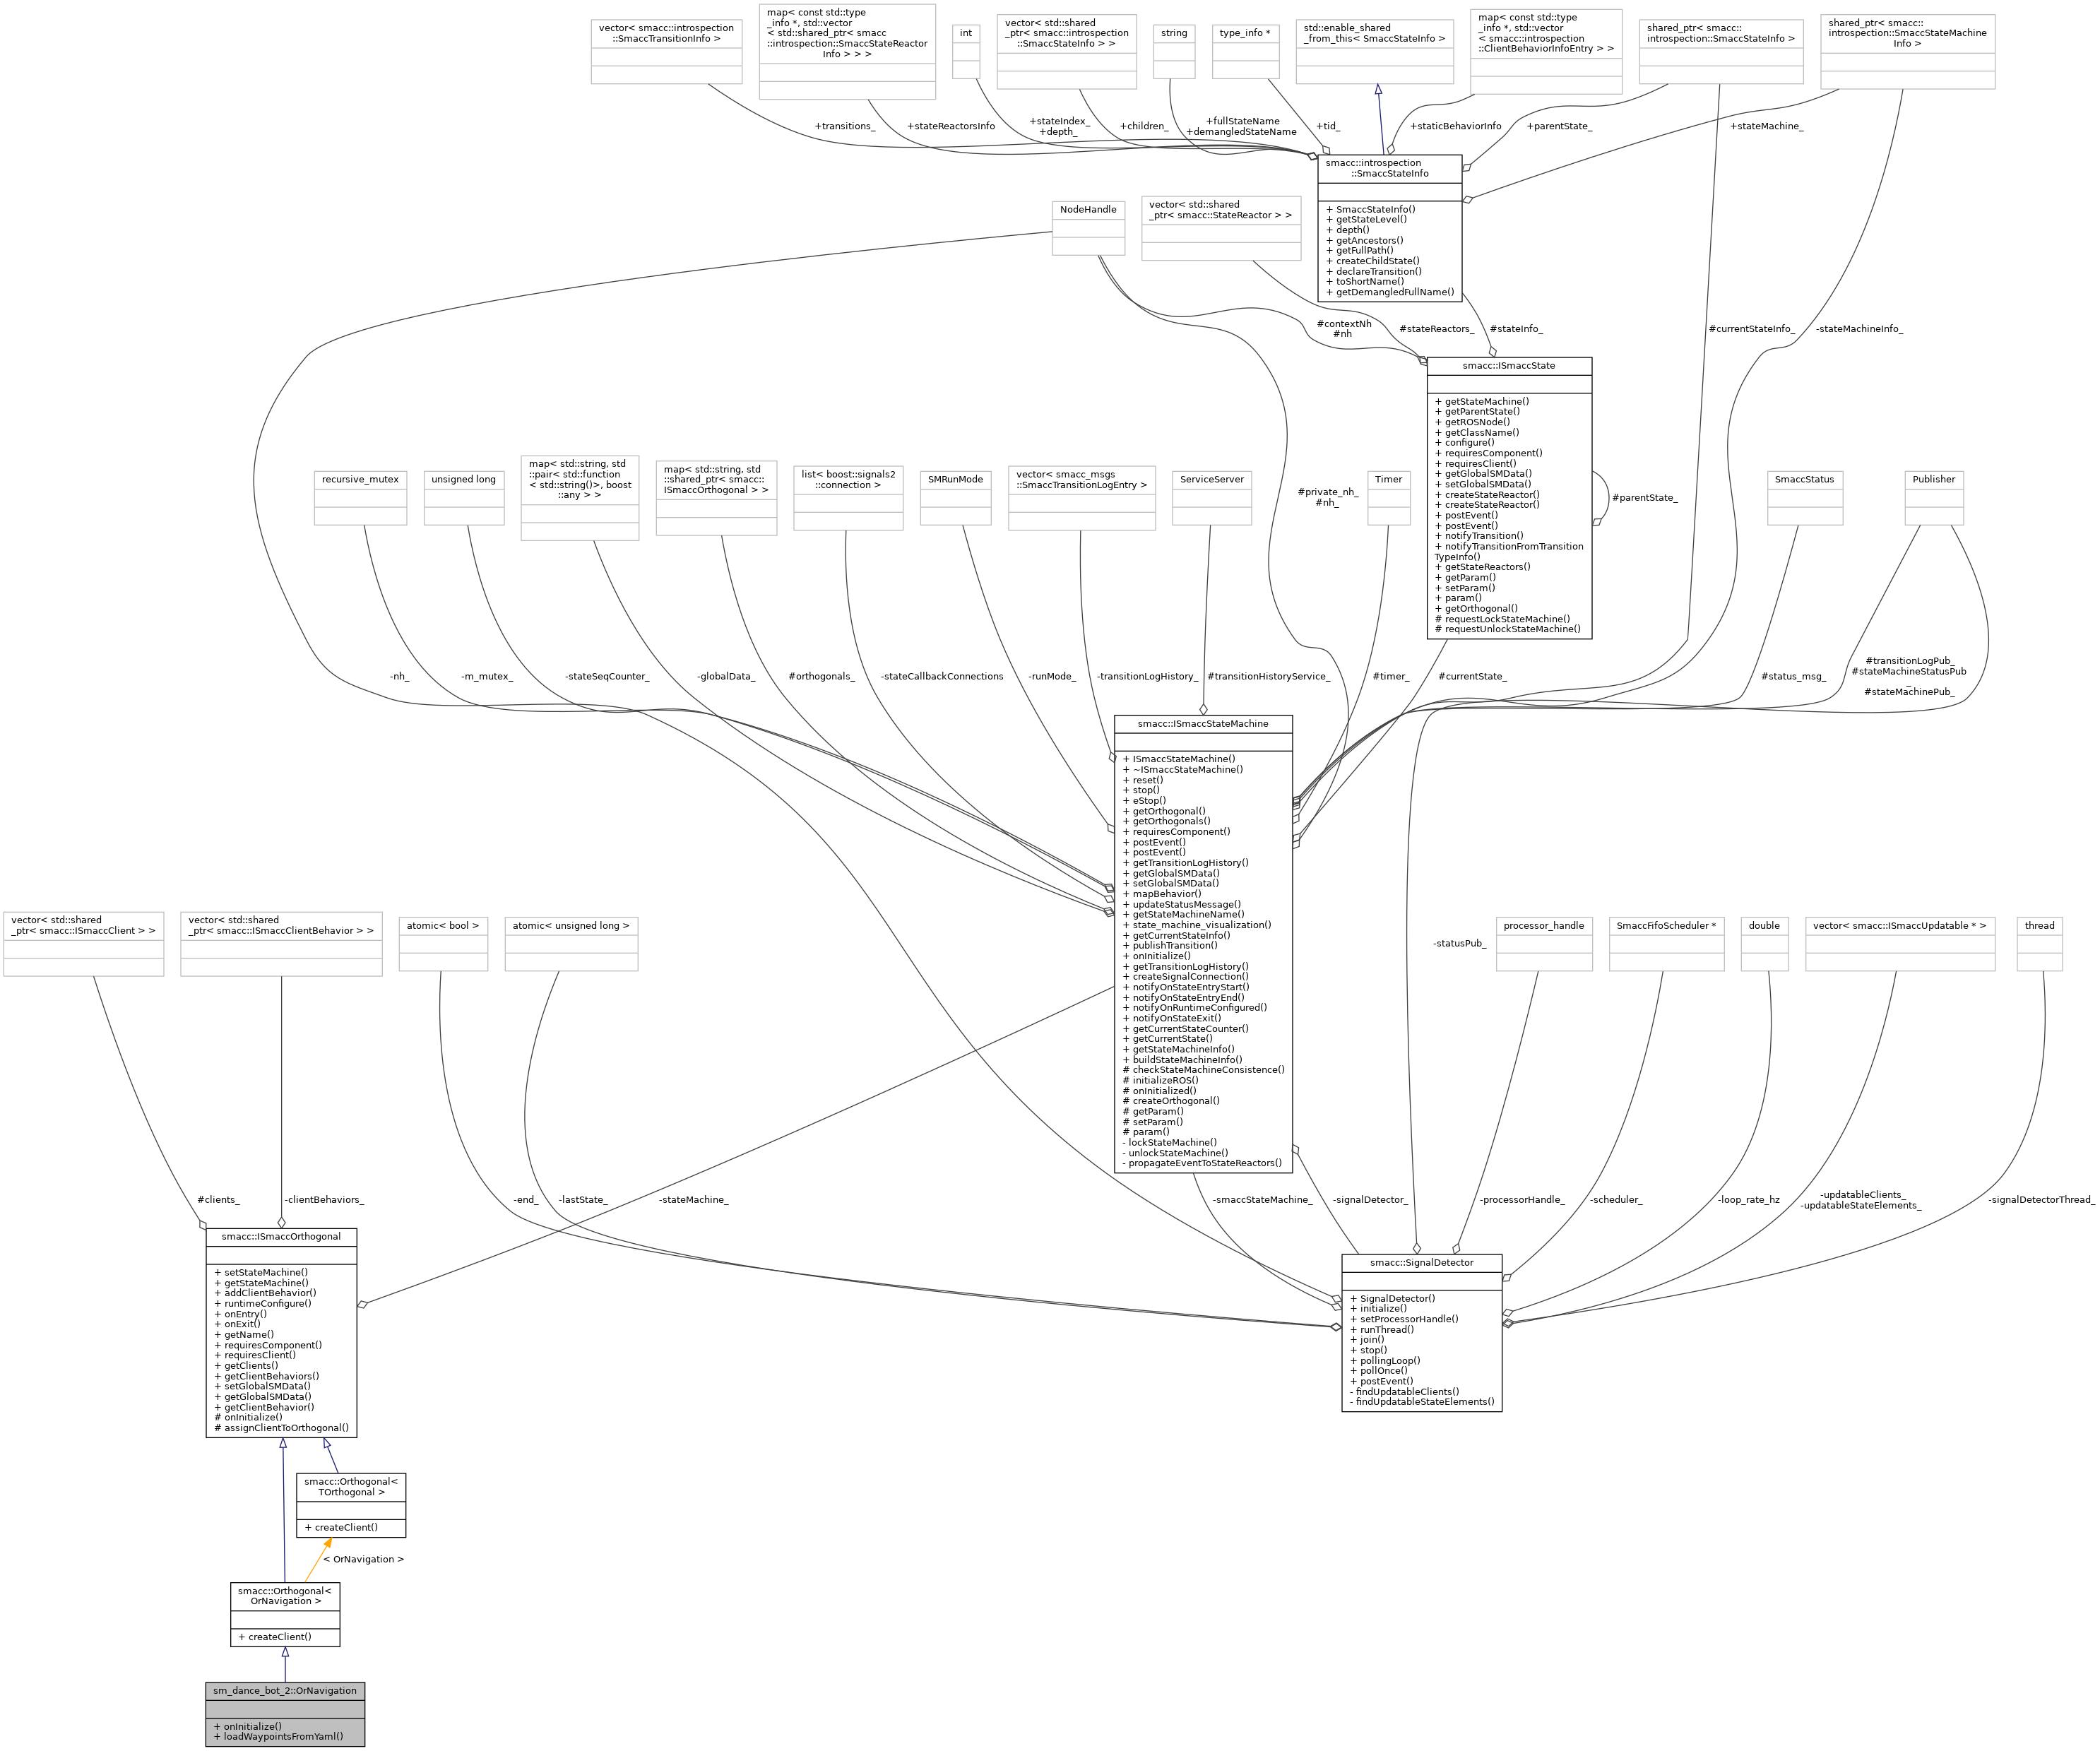 vector< smacc::introspection
::SmaccTransitionInfo >
map< const std::type
_info *, std::vector
< std::shared_ptr< smacc
::introspection::SmaccStateReactor
Info > > >
int
vector< std::shared
_ptr< smacc::introspection
::SmaccStateInfo > >
string
type_info *
std::enable_shared
_from_this< SmaccStateInfo >
map< const std::type
_info *, std::vector
< smacc::introspection
::ClientBehaviorInfoEntry > >
shared_ptr< smacc::
introspection::SmaccStateInfo >
shared_ptr< smacc::
introspection::SmaccStateMachine
Info >
+transitions_
+stateReactorsInfo
+stateIndex_
+depth_
+children_
+fullStateName
+demangledStateName
+tid_
+staticBehaviorInfo
+parentState_
+stateMachine_
smacc::introspection
::SmaccStateInfo
+ SmaccStateInfo()
+ getStateLevel()
+ depth()
+ getAncestors()
+ getFullPath()
+ createChildState()
+ declareTransition()
+ toShortName()
+ getDemangledFullName()
NodeHandle
vector< std::shared
_ptr< smacc::StateReactor > >
#contextNh
#nh
#stateReactors_
#stateInfo_
#currentStateInfo_
-stateMachineInfo_
smacc::ISmaccState
+ getStateMachine()
+ getParentState()
+ getROSNode()
+ getClassName()
+ configure()
+ requiresComponent()
+ requiresClient()
+ getGlobalSMData()
+ setGlobalSMData()
+ createStateReactor()
+ createStateReactor()
+ postEvent()
+ postEvent()
+ notifyTransition()
+ notifyTransitionFromTransition
TypeInfo()
+ getStateReactors()
+ getParam()
+ setParam()
+ param()
+ getOrthogonal()
# requestLockStateMachine()
# requestUnlockStateMachine()
#parentState_
recursive_mutex
unsigned long
map< std::string, std
::pair< std::function
< std::string()>, boost
::any > >
map< std::string, std
::shared_ptr< smacc::
ISmaccOrthogonal > >
list< boost::signals2
::connection >
SMRunMode
vector< smacc_msgs
::SmaccTransitionLogEntry >
ServiceServer
#private_nh_
#nh_
Timer
SmaccStatus
Publisher
-nh_
-m_mutex_
-stateSeqCounter_
-globalData_
#orthogonals_
-stateCallbackConnections
-runMode_
-transitionLogHistory_
#transitionHistoryService_
#timer_
#currentState_
#status_msg_
#transitionLogPub_
#stateMachineStatusPub
_
#stateMachinePub_
smacc::ISmaccStateMachine
+ ISmaccStateMachine()
+ ~ISmaccStateMachine()
+ reset()
+ stop()
+ eStop()
+ getOrthogonal()
+ getOrthogonals()
+ requiresComponent()
+ postEvent()
+ postEvent()
+ getTransitionLogHistory()
+ getGlobalSMData()
+ setGlobalSMData()
+ mapBehavior()
+ updateStatusMessage()
+ getStateMachineName()
+ state_machine_visualization()
+ getCurrentStateInfo()
+ publishTransition()
+ onInitialize()
+ getTransitionLogHistory()
+ createSignalConnection()
+ notifyOnStateEntryStart()
+ notifyOnStateEntryEnd()
+ notifyOnRuntimeConfigured()
+ notifyOnStateExit()
+ getCurrentStateCounter()
+ getCurrentState()
+ getStateMachineInfo()
+ buildStateMachineInfo()
# checkStateMachineConsistence()
# initializeROS()
# onInitialized()
# createOrthogonal()
# getParam()
# setParam()
# param()
- lockStateMachine()
- unlockStateMachine()
- propagateEventToStateReactors()
vector< std::shared
_ptr< smacc::ISmaccClient > >
vector< std::shared
_ptr< smacc::ISmaccClientBehavior > >
atomic< bool >
atomic< unsigned long >
-statusPub_
processor_handle
SmaccFifoScheduler *
double
vector< smacc::ISmaccUpdatable * >
thread
#clients_
-clientBehaviors_
-end_
-lastState_
-stateMachine_
-smaccStateMachine_
-signalDetector_
-processorHandle_
-scheduler_
-loop_rate_hz
-updatableClients_
-updatableStateElements_
-signalDetectorThread_
smacc::ISmaccOrthogonal
+ setStateMachine()
+ getStateMachine()
+ addClientBehavior()
+ runtimeConfigure()
+ onEntry()
+ onExit()
+ getName()
+ requiresComponent()
+ requiresClient()
+ getClients()
+ getClientBehaviors()
+ setGlobalSMData()
+ getGlobalSMData()
+ getClientBehavior()
# onInitialize()
# assignClientToOrthogonal()
smacc::SignalDetector
+ SignalDetector()
+ initialize()
+ setProcessorHandle()
+ runThread()
+ join()
+ stop()
+ pollingLoop()
+ pollOnce()
+ postEvent()
- findUpdatableClients()
- findUpdatableStateElements()
smacc::Orthogonal<
TOrthogonal >
+ createClient()
< OrNavigation >
smacc::Orthogonal<
OrNavigation >
+ createClient()
sm_dance_bot_2::OrNavigation
+ onInitialize()
+ loadWaypointsFromYaml()